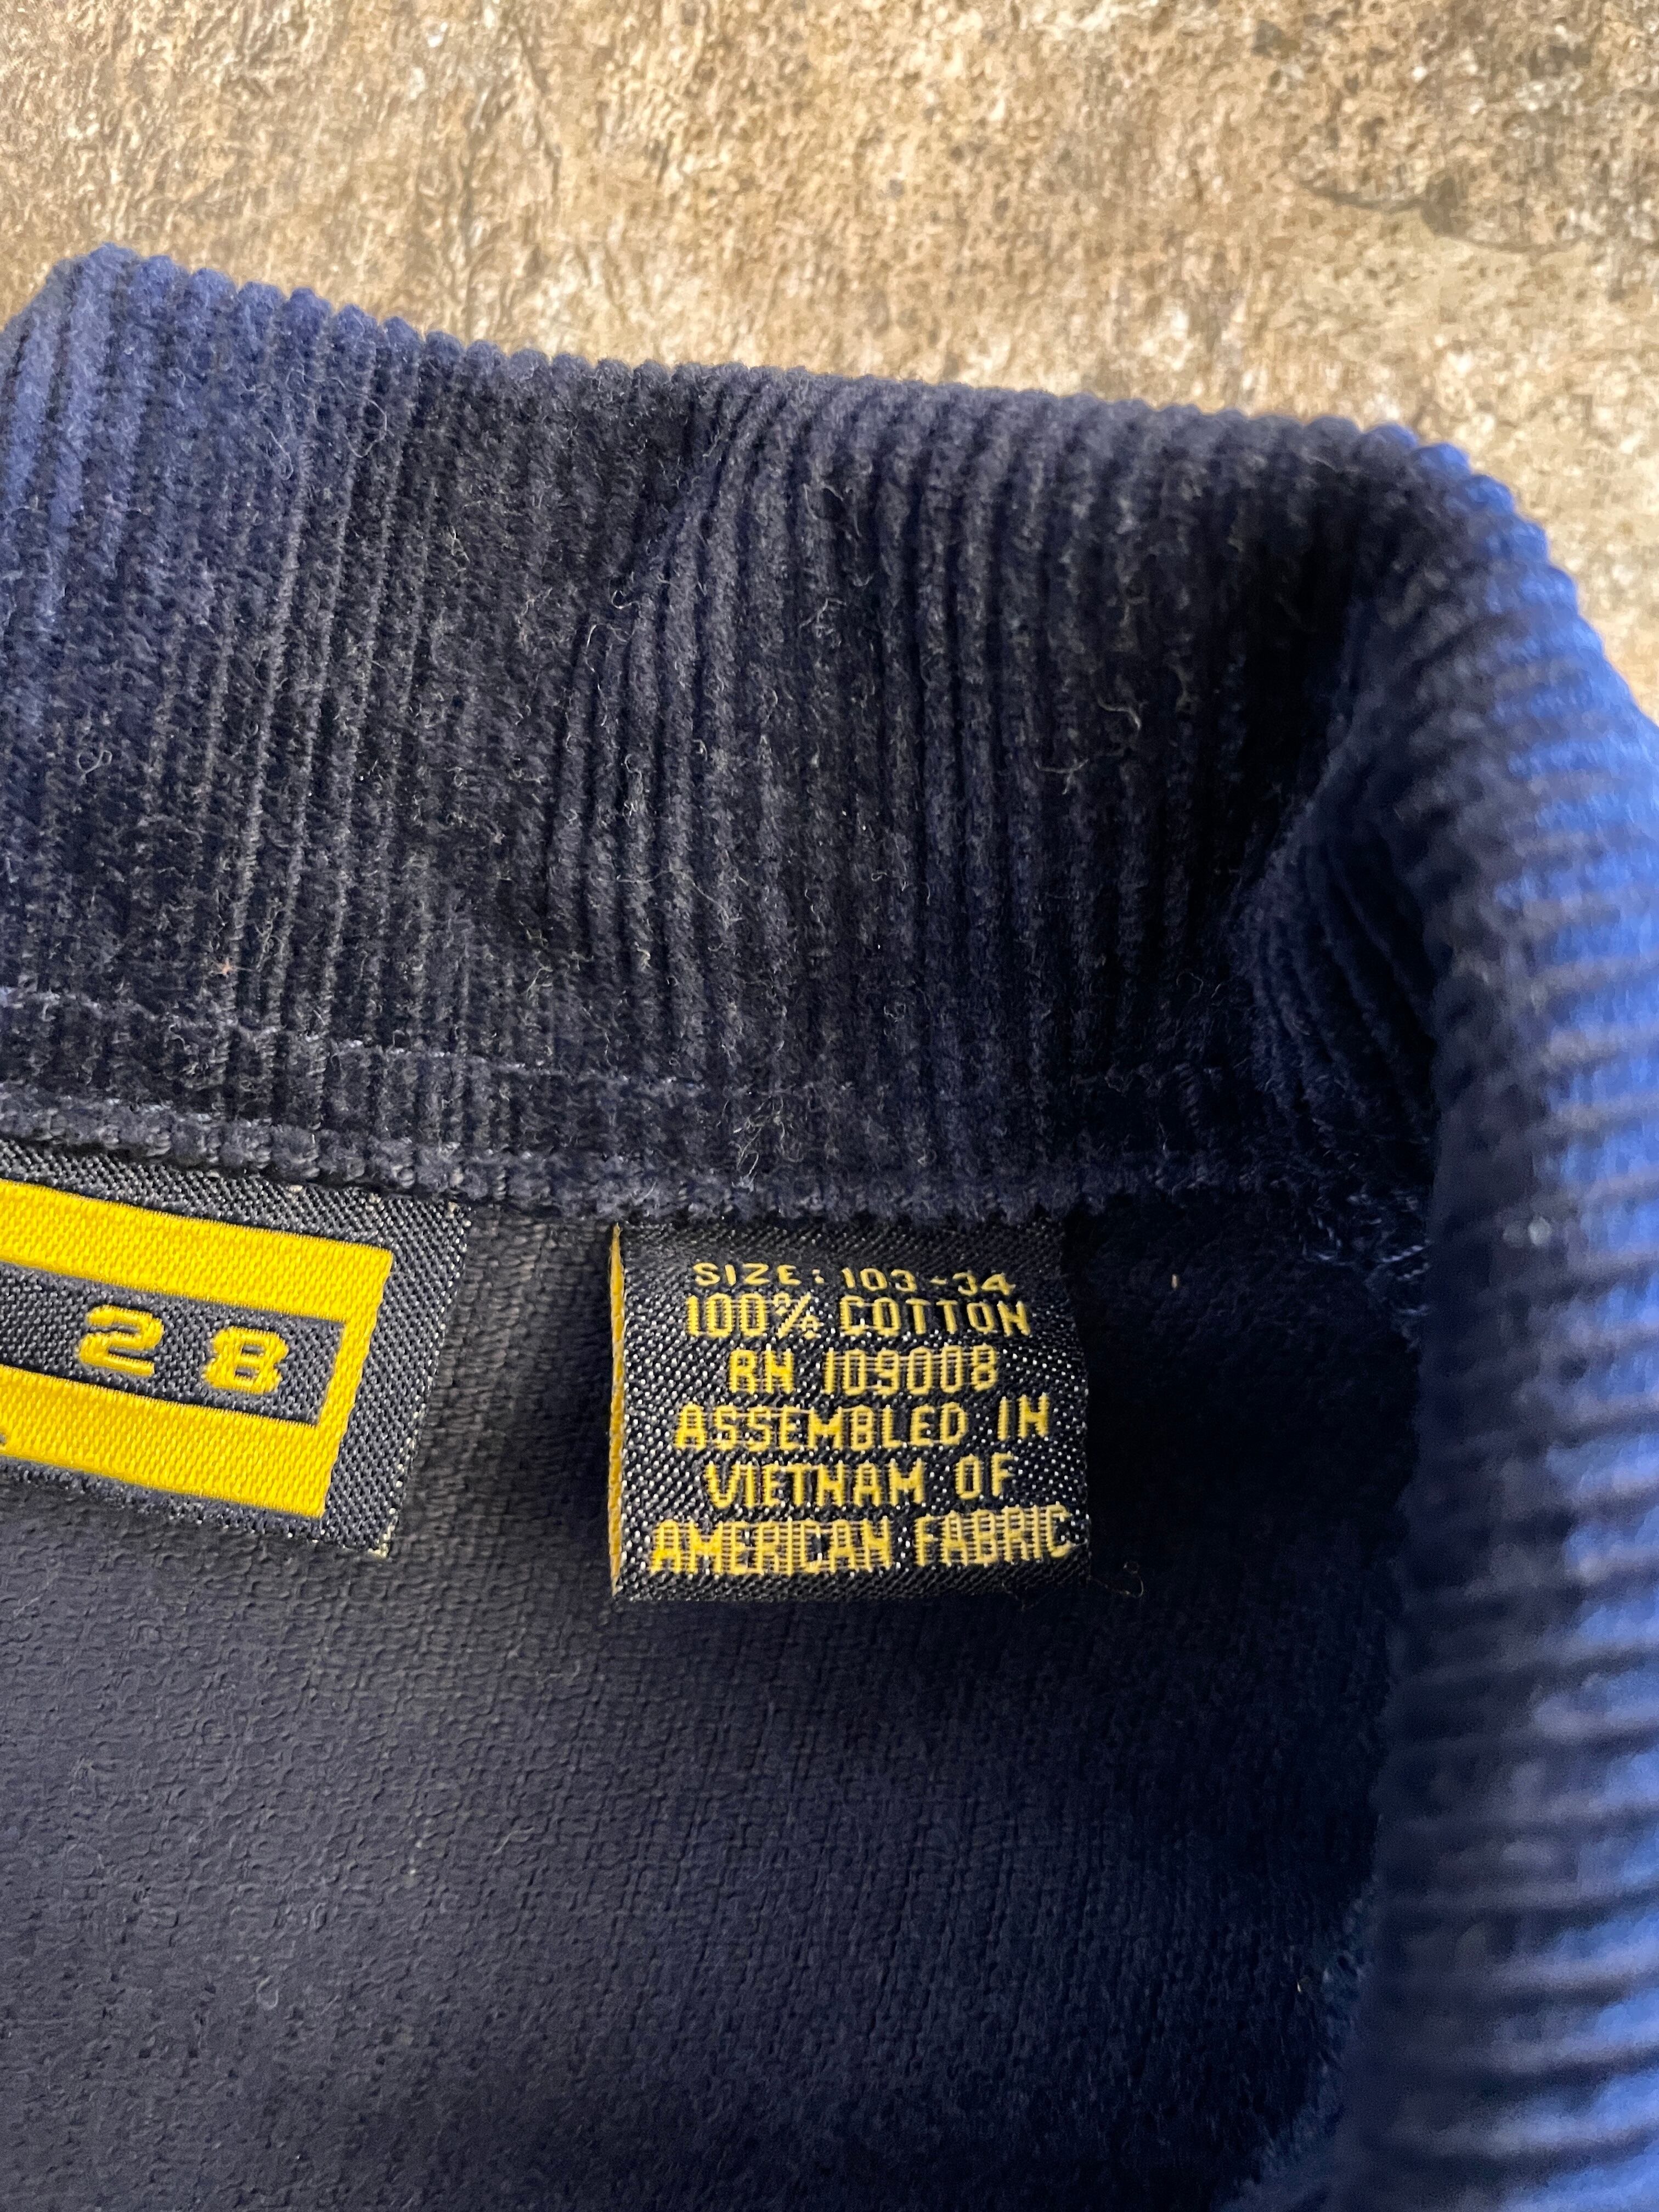 28
SIZE: 103-34
100% COTTON
RN 109008
ASSEMBLED IN
VIETNAM OF
AMERICAN FABRIC